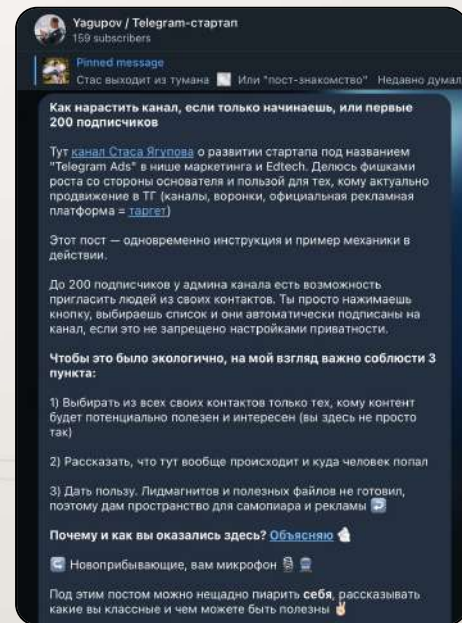 Yagupov / Telegram-стартап
159 subscribers
Pinned message
Стас выходит из тумана Или "пост-знакомство" Недавно думал
Как нарастить канал, если только начинаешь, или первые
200 подписчиков
Тут канал Стаса Ягупова о развитии стартапа под названием
"Telegram Ads" в нише маркетинга и Edtech. Делюсь фишками
роста со стороны основателя и пользой для тех, кому актуально
продвижение в ТГ (каналы, воронки, официальная рекламная
платформа = таргет)
Этот пост — одновременно инструкция и пример механики в
действии.
До 200 подписчиков у админа канала есть возможность
пригласить людей из своих контактов. Ты просто нажимаешь
кнопку, выбираешь список и они автоматически подписаны на
канал, если это не запрещено настройками приватности.
Чтобы это было экологично, на мой взгляд важно соблюсти 3
пункта:
1) Выбирать из всех своих контактов только тех, кому контент
будет потенциально полезен и интересен (вы здесь не просто
так)
2) Рассказать, что тут вообще происходит и куда человек попал
3) Дать пользу. Лидмагнитов и полезных файлов не готовил,
поэтому дам пространство для самопиара и рекламы
Почему и как вы оказались здесь? Объясняю
Новоприбывающие, вам микрофон
Под этим постом можно нещадно пиарить себя, рассказывать
какие вы классные и чем можете быть полезны